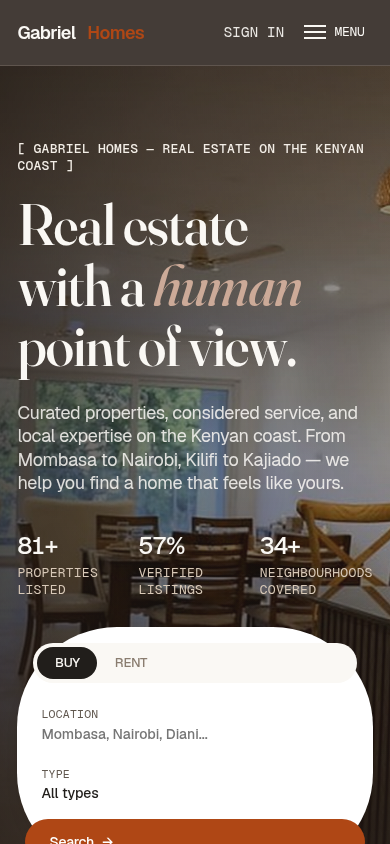 Gabriel Homes SIGN IN MENU
[ GABRIEL HOMES — REAL ESTATE ON THE KENYAN
COAST ]
Real estate
with a human
point of view.
Curated properties, considered service, and
local expertise on the Kenyan coast. From
Mombasa to Nairobi, Kilifi to Kajiado — we
help you find a home that feels like yours.
81+ 57% 34+
PROPERTIES VERIFIED NEIGHBOURHOODS
LISTED LISTINGS COVERED
BUY RENT
LOCATION
Mombasa, Nairobi, Diani...
TYPE
All types
Search →